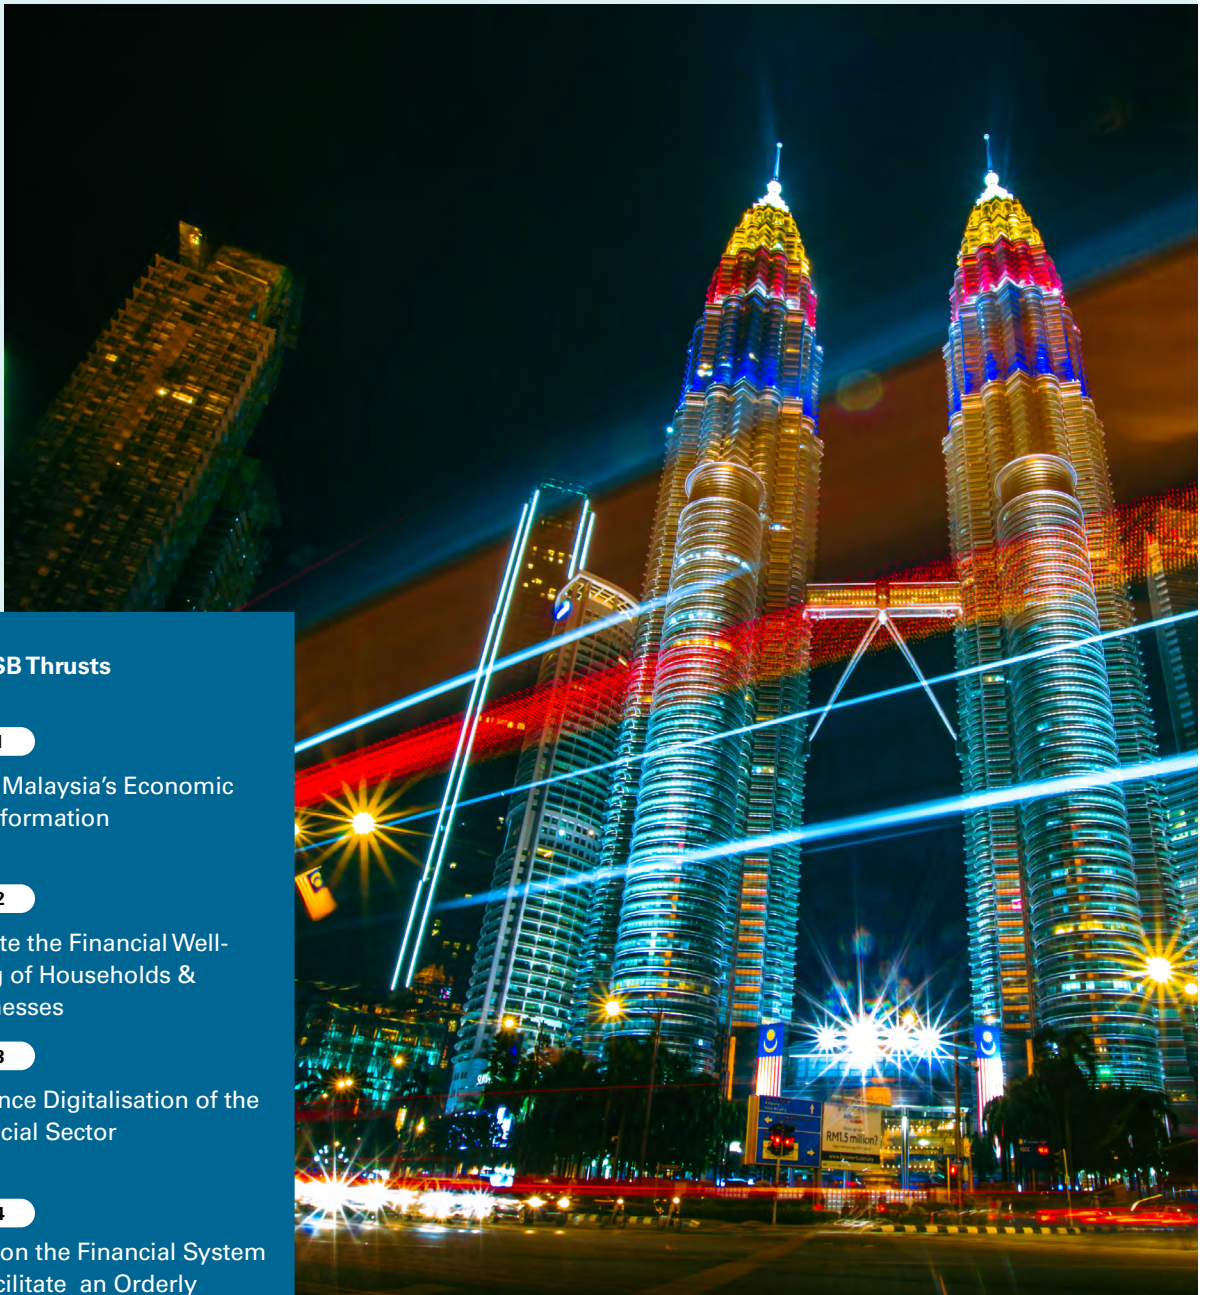 SB Thrusts
1
Malaysia's Economic
formation
2
te the Financial Well-
g of Households &
nesses
3
nce Digitalisation of the
cial Sector
4
on the Financial System
cilitate an Orderly
RM1.5 million?